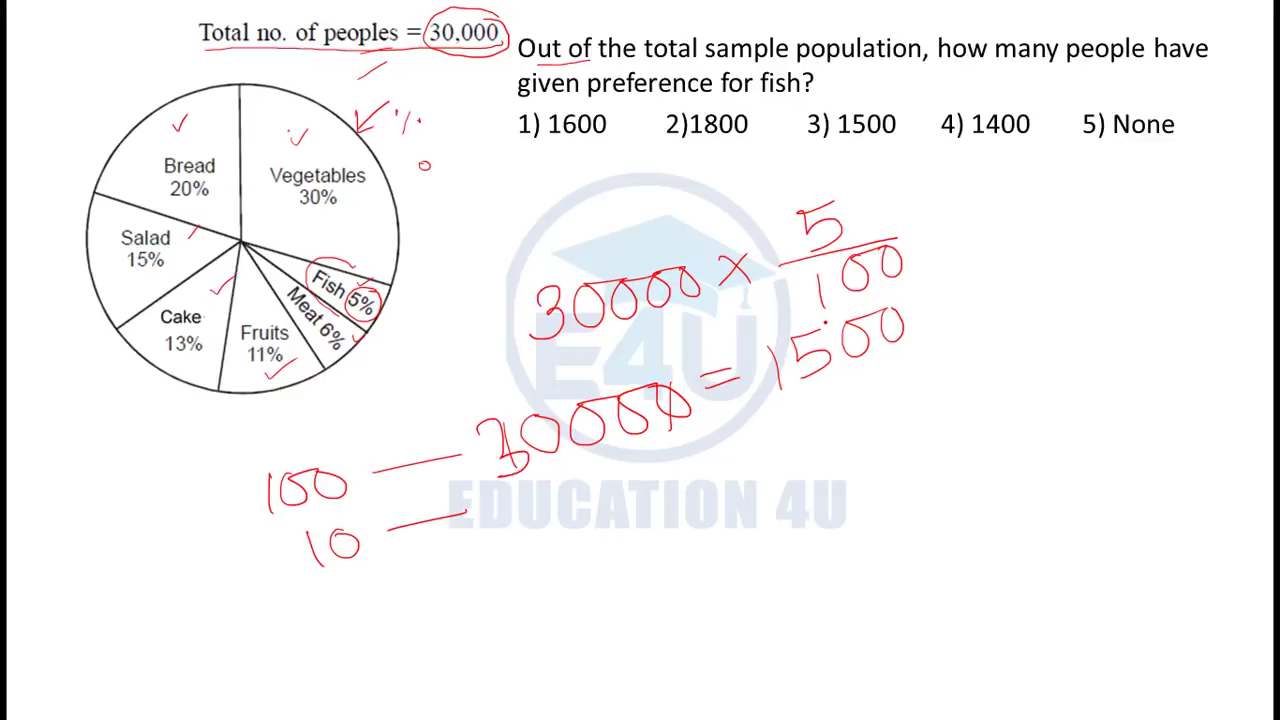 Total no. of peoples = 30,000
Out of the total sample population, how many people have
given preference for fish?
1) 1600 2)1800 3) 1500 4) 1400 5) None
%
0
Bread
20%
Vegetables
30%
Salad
15%
Fish 5%
Meat 6%
Cake
13%
Fruits
11%
30000 × 5
100
30000 = 1500
100 —
10 —
E4U
EDUCATION 4U